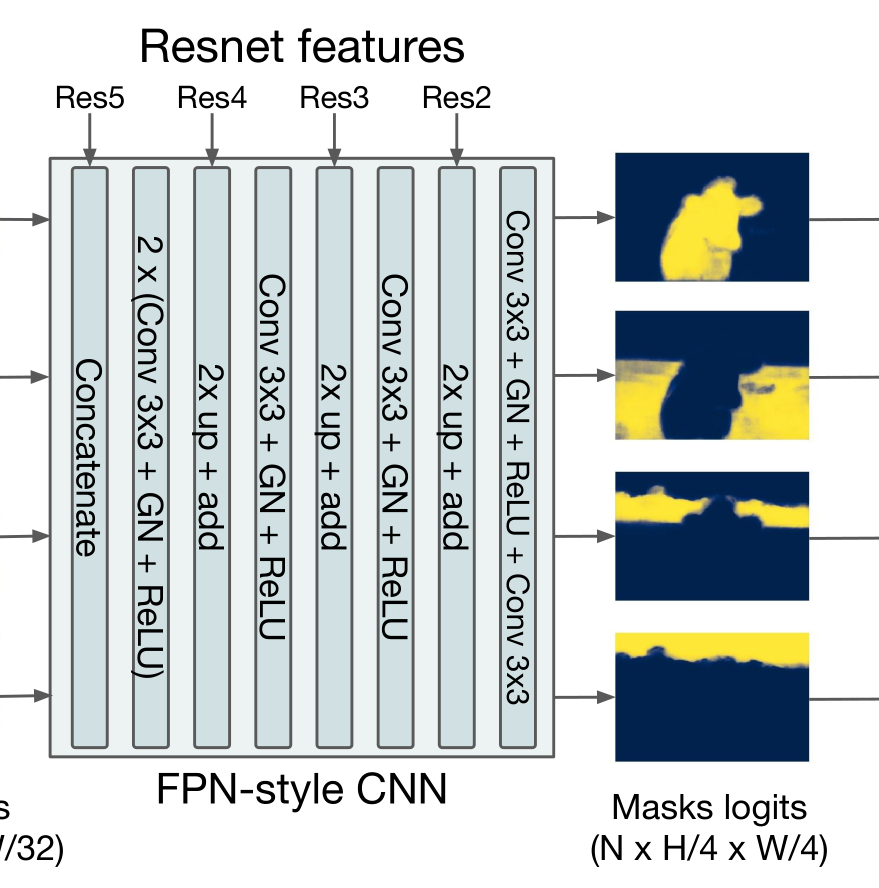 Resnet features
Res5 Res4 Res3 Res2
Concatenate
2 x (Conv 3x3 + GN + ReLU)
2x up + add
Conv 3x3 + GN + ReLU
2x up + add
Conv 3x3 + GN + ReLU
2x up + add
Conv 3x3 + GN + ReLU + Conv 3x3
FPN-style CNN
s
/32)
Masks logits
(N x H/4 x W/4)